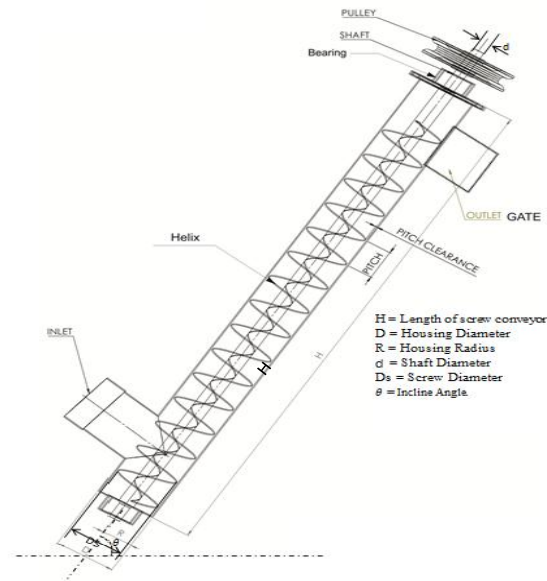 PULLEY
SHAFT
d
Bearing
OUTLET GATE
PITCH CLEARANCE
PITCH
Helix
H = Length of screw conveyor
D = Housing Diameter
R = Housing Radius
d = Shaft Diameter
Ds = Screw Diameter
θ = Incline Angle.
H
H
INLET
R
θ
DS